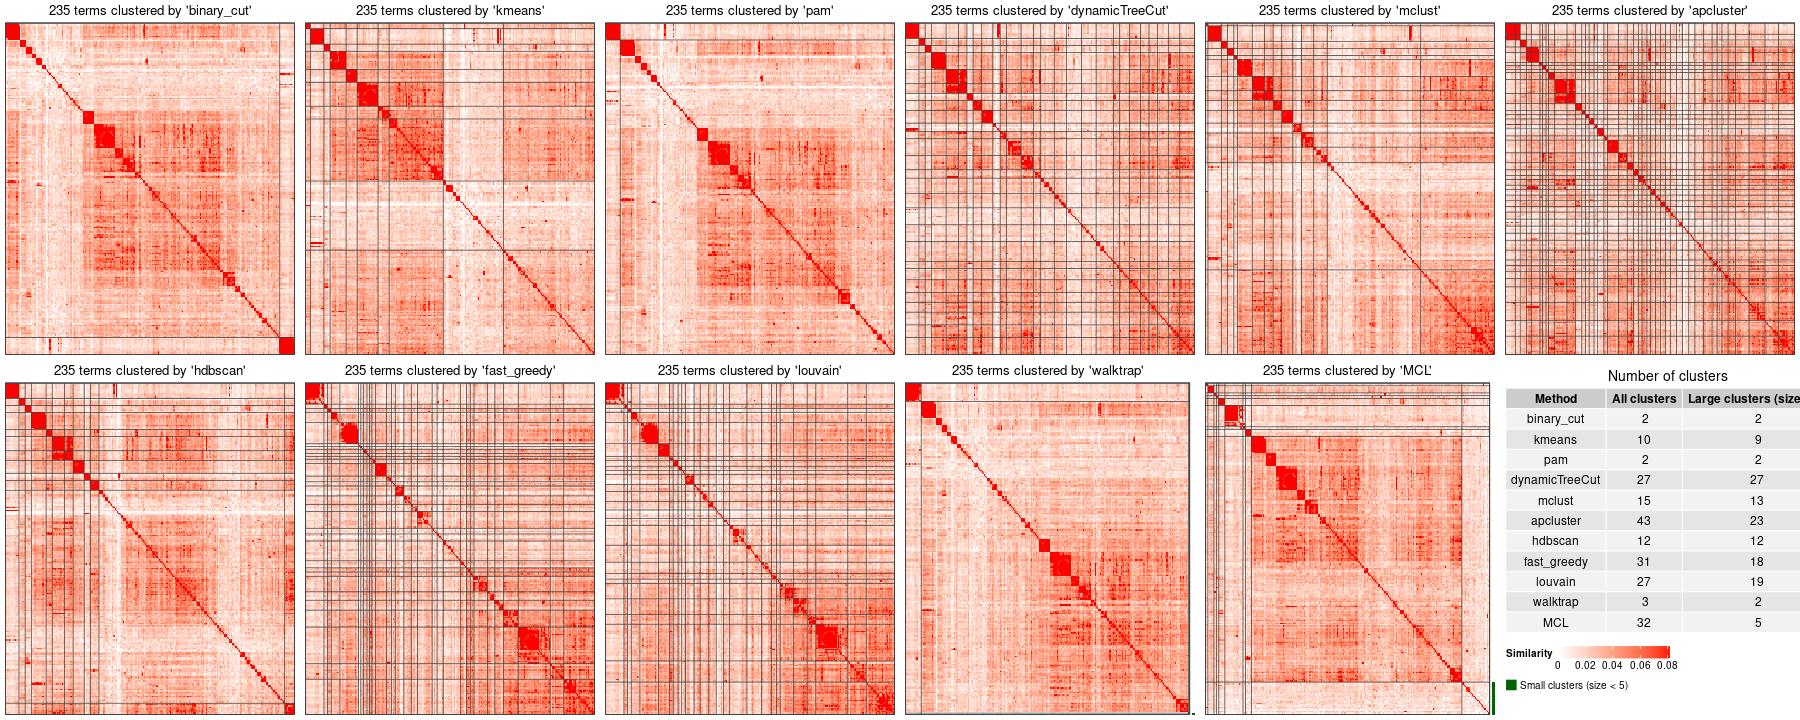 235 terms clustered by 'binary_cut'
235 terms clustered by 'kmeans'
235 terms clustered by 'pam'
235 terms clustered by 'dynamicTreeCut'
235 terms clustered by 'mclust'
235 terms clustered by 'apcluster'
235 terms clustered by 'hdbscan'
235 terms clustered by 'fast_greedy'
235 terms clustered by 'louvain'
235 terms clustered by 'walktrap'
235 terms clustered by 'MCL'
Number of clusters
Method All clusters Large clusters (size
binary_cut 2 2
kmeans 10 9
pam 2 2
dynamicTreeCut 27 27
mclust 15 13
apcluster 43 23
hdbscan 12 12
fast_greedy 31 18
louvain 27 19
walktrap 3 2
MCL 32 5
Similarity
0 0.02 0.04 0.06 0.08
Small clusters (size < 5)